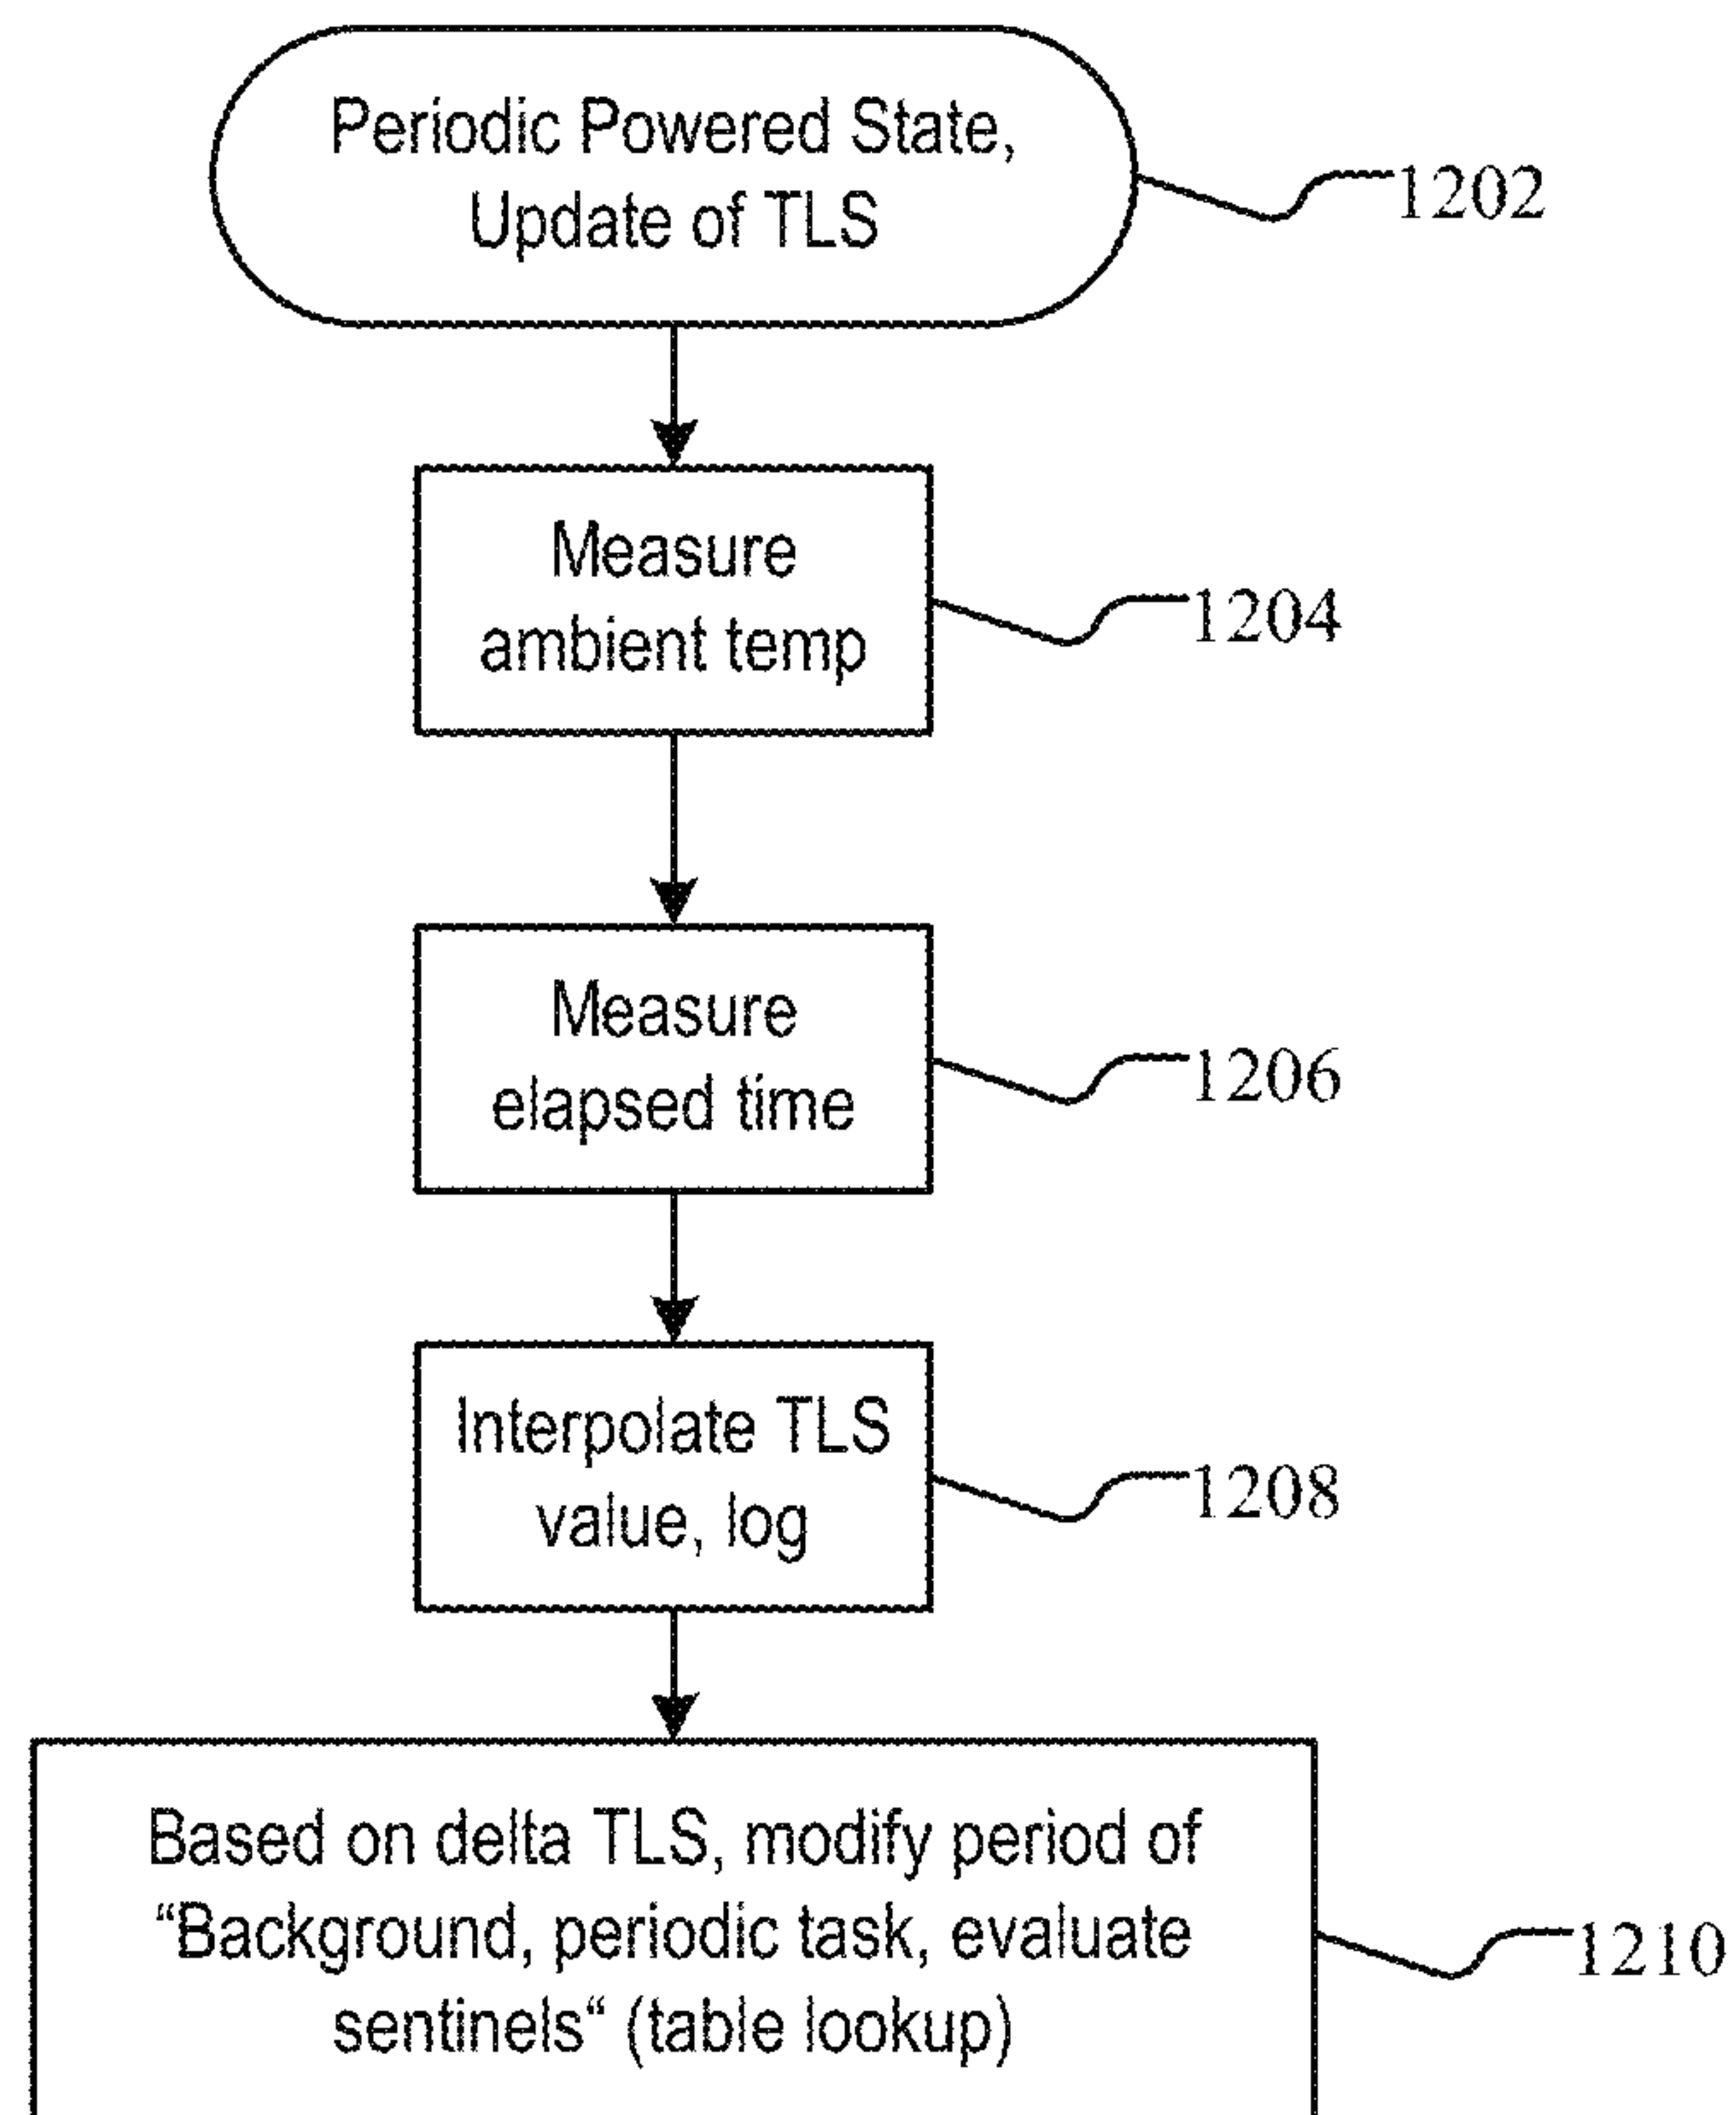 Periodic Powered State,
Update of TLS
1202
Measure
ambient temp
1204
Measure
elapsed time
1206
Interpolate TLS
value, log
1208
Based on delta TLS, modify period of
“Background, periodic task, evaluate
sentinels“ (table lookup)
1210